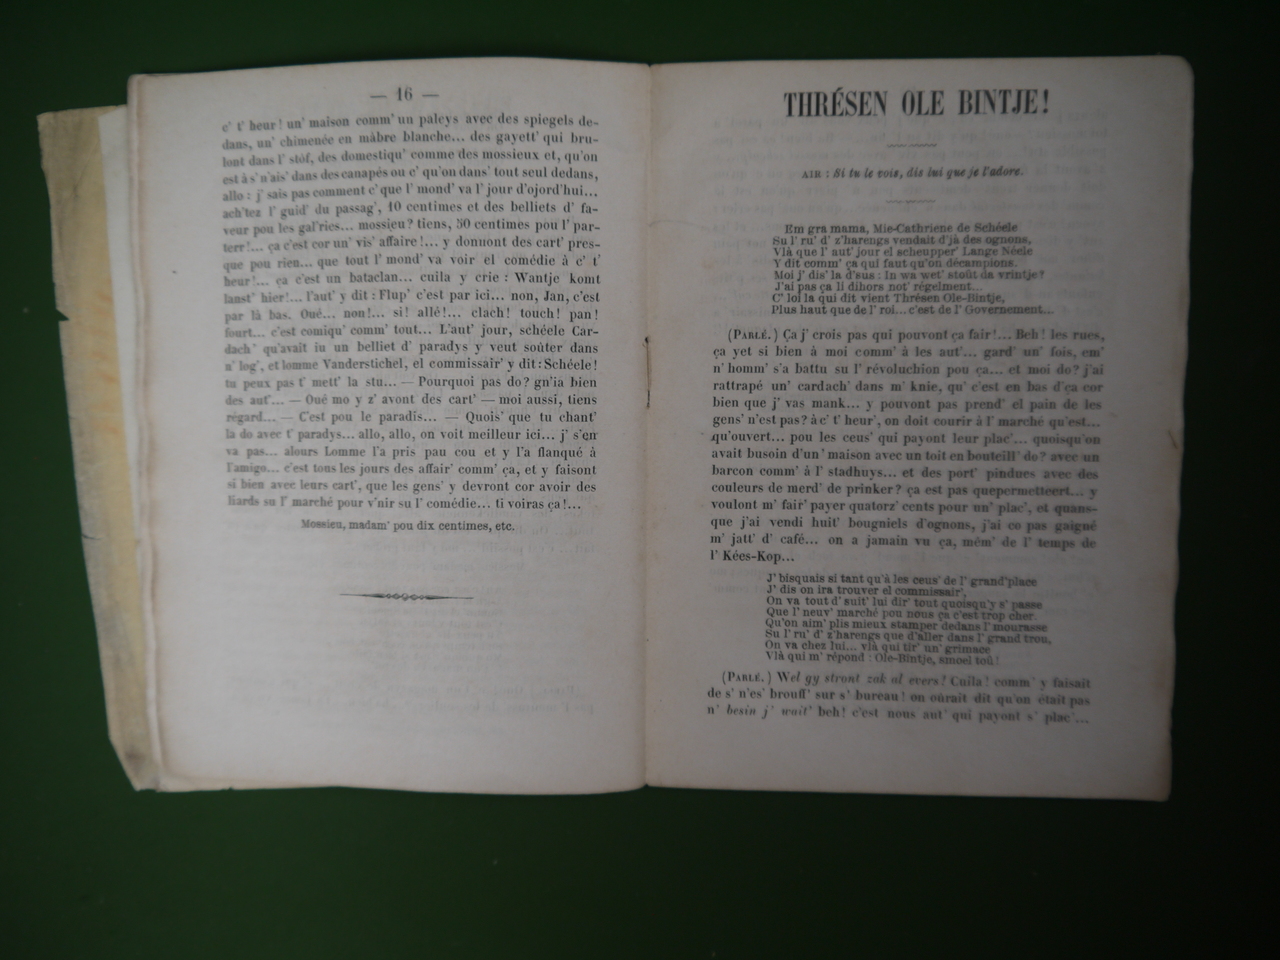 — 16 —
c' t' heur! un' maison comm' un paleys avec des spiegels de-
dans, un' chimenée en mâbre blanche... des gayett' qui bru-
lont dans l' stôf, des domestiqu' comme des mossieux et, qu'on
est à s' n'ais' dans des canapés ou c' qu'on dans' tout seul dedans,
allo : j' sais pas comment c' que l' mond' va l' jour d'ojord'hui...
ach'tez l' guid' du passag', 10 centimes et des belliets d' fa-
veur pou les gal'ries... mossieu? tiens, 50 centimes pou l' par-
terr!... ça c'est cor un' vis' affaire!... y donnont des cart' pres-
que pou rien... que tout l' mond' va voir el comédie à c' t'
heur!... ça c'est un bataclan... cuila y crie : Wantje komt
lanst' hier!... l'aut' y dit : Flup' c'est par ici... non, Jan, c'est
par là bas. Oué... non!... si! allé!... clach! touch! pan!
fourt... c'est comiqu' comm' tout... L'aut' jour, schéele Car-
dach' qu'avait iu un belliet d' paradys y veut soûter dans
n' log', et lomme Vanderstichel, el commissair' y dit : Schéele!
tu peux pas t' mett' la stu... — Pourquoi pas do? gn'ia bien
des aut'... — Oué mo y z' avont des cart' — moi aussi, tiens
régard... — C'est pou le paradis... — Quois' que tu chant'
la do avec t' paradys... allo, allo, on voit meilleur ici... j' s'en
va pas... alours Lomme l'a pris pau cou et y l'a flanqué à
l'amigo... c'est tous les jours des affair' comm' ça, et y faisont
si bien avec leurs cart', que les gens' y devront cor avoir des
liards su l' marché pour v'nir su l' comédie... ti voiras ça!...
Mossieu, madam' pou dix centimes, etc.
THRÉSEN OLE BINTJE!
AIR : Si tu le vois, dis lui que je l'adore.
Em gra mama, Mie-Cathriene de Schéele
Su l' ru' d' z'harengs vendait d'jà des ognons,
Vlà que l' aut' jour el scheupper Lange Néele
Y dit comm' ça qui faut qu'on décampions.
Moi j' dis' la d'sus : In wa wet' stoût da vrintje?
J'ai pas ça li dihors not' régelment...
C' loi la qui dit vient Thrésen Ole-Bintje,
Plus haut que de l' roi... c'est de l' Governement...
(PARLÉ.) Ça j' crois pas qui pouvont ça fair!... Beh! les rues,
ça yet si bien à moi comm' à les aut'... gard' un' fois, em'
n' homm' s'a battu su l' révoluchion pou ça... et moi do? j'ai
rattrapé un' cardach' dans m' knie, qu' c'est en bas d'ça cor
bien que j' vas mank... y pouvont pas prend' el pain de les
gens' n'est pas? à c' t' heur', on doit courir à l' marché qu'est...
qu'ouvert... pou les ceus' qui payont leur plac'... quoisqu'on
avait busoin d'un' maison avec un toit en bouteill' do? avec un
barcon comm' à l' stadhuys... et des port' pindues avec des
couleurs de merd' de prinker? ça est pas quepermetteert... y
voulont m' fair' payer quatorz' cents pour un' plac', et quans-
que j'ai vendi huit' bougniels d'ognons, j'ai co pas gaigné
m' jatt' d' café... on a jamain vu ça, mém' de l' temps de
l' Kées-Kop...
J' bisquais si tant qu'à les ceus' de l' grand'place
J' dis on ira trouver el commissair',
On va tout d' suit' lui dir' tout quoisqu'y s' passe
Que l' neuv' marché pou nous ça c'est trop cher
Qu'on aim' plis mieux stamper dedans l' mourasse
Su l' ru' d' z'harengs que d'aller dans l' grand trou,
On va chez lui... vlà qui tir' un' grimace
Vlà qui m' répond : Ole-Bintje, smoel toû!
(PARLÉ.) Wel gy stront zak al evers! Cuila! comm' y faisait
de s' n'es' brouff' sur s' bureau! on oûrait dit qu'on était pas
n' besin j' wait' beh! c'est nous aut' qui payont s' plac'...